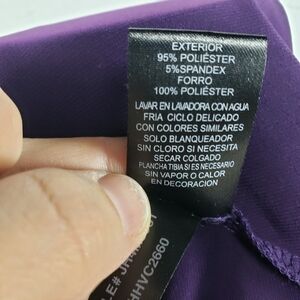 EXTERIOR
95% POLIÉSTER
5%SPANDEX
FORRO
100% POLIÉSTER
LAVAR EN LAVADORA CON AGUA
FRIA CICLO DELICADO
CON COLORES SIMILARES
SOLO BLANQUEADOR
SIN CLORO SI NECESITA
SECAR COLGADO
PLANCHA TIBIA SI ES NECESARIO
SIN VAPOR O CALOR
EN DECORACION
HHVC2660